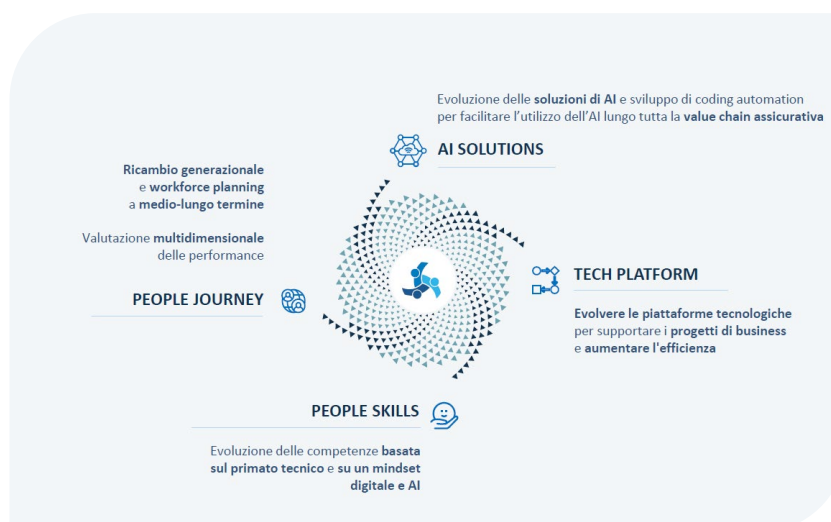 Evoluzione delle soluzioni di AI e sviluppo di coding automation
per facilitare l'utilizzo dell'AI lungo tutta la value chain assicurativa
AI SOLUTIONS
Ricambio generazionale
e workforce planning
a medio-lungo termine
Valutazione multidimensionale
delle performance
PEOPLE JOURNEY
TECH PLATFORM
Evolvere le piattaforme tecnologiche
per supportare i progetti di business
e aumentare l'efficienza
PEOPLE SKILLS
Evoluzione delle competenze basata
sul primato tecnico e su un mindset
digitale e AI